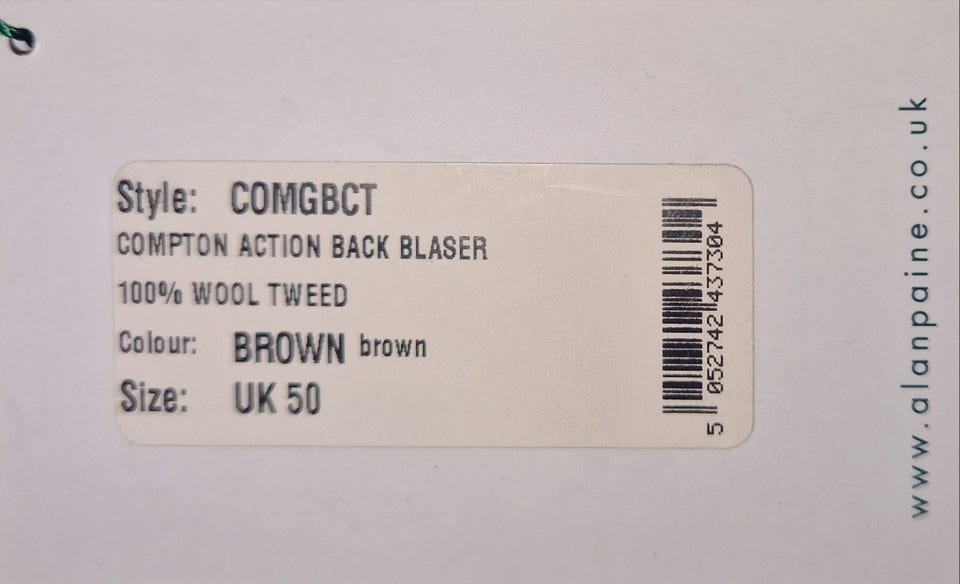 Style: COMGBCT
COMPTON ACTION BACK BLASER
100% WOOL TWEED
Colour: BROWN brown
Size: UK 50
5 052742 437304
www.alanpaine.co.uk